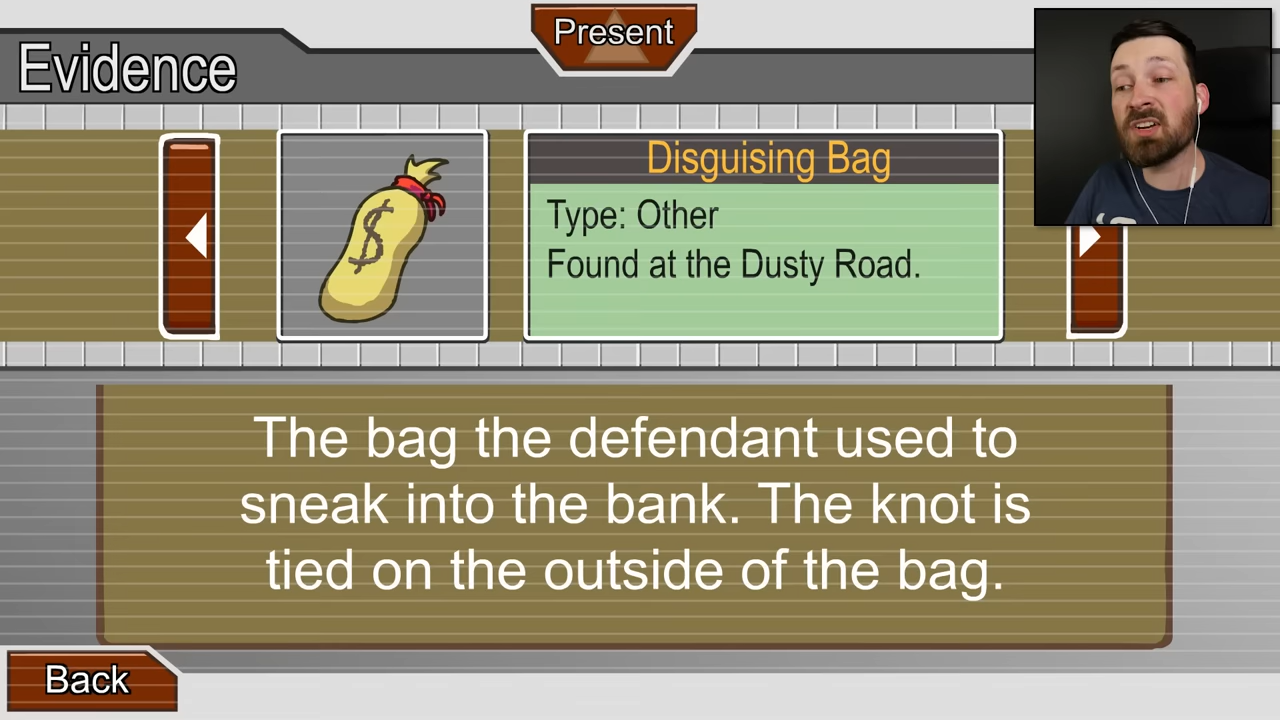 Present
Evidence
Disguising Bag
Type: Other
Found at the Dusty Road.
$
The bag the defendant used to
sneak into the bank. The knot is
tied on the outside of the bag.
Back